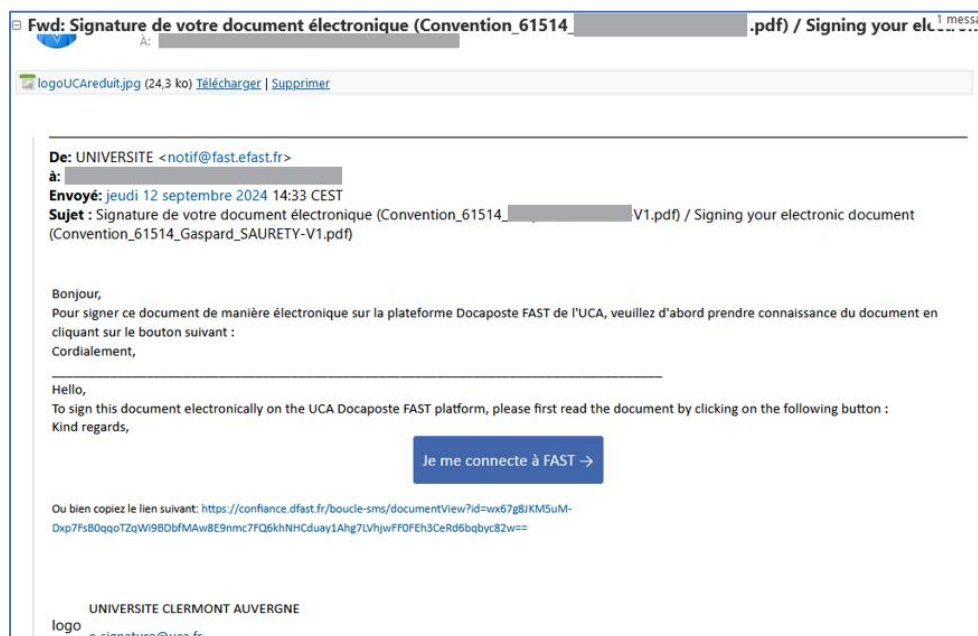 Fwd: Signature de votre document électronique (Convention_61514_ .pdf) / Signing your
1 messa
À:
logoUCAreduit.jpg (24,3 ko) Télécharger | Supprimer
De: UNIVERSITE <notif@fast.efast.fr>
à:
Envoyé: jeudi 12 septembre 2024 14:33 CEST
Sujet : Signature de votre document électronique (Convention_61514_ -V1.pdf) / Signing your electronic document
(Convention_61514_Gaspard_SAURETY-V1.pdf)
Bonjour,
Pour signer ce document de manière électronique sur la plateforme Docaposte FAST de l'UCA, veuillez d'abord prendre connaissance du document en
cliquant sur le bouton suivant :
Cordialement,
Hello,
To sign this document electronically on the UCA Docaposte FAST platform, please first read the document by clicking on the following button :
Kind regards,
Je me connecte à FAST →
Ou bien copiez le lien suivant: https://confiance.dfast.fr/boucle-sms/documentView?id=wx67g8JKM5uM-
Dxp7FsB0qqoTZqWi9BDbfMAw8E9nmc7FQ6khNHCduay1Ahg7LVhjwFF0FEh3CeRd6bqbyc82w==
UNIVERSITE CLERMONT AUVERGNE
logo
e-signature@uca.fr